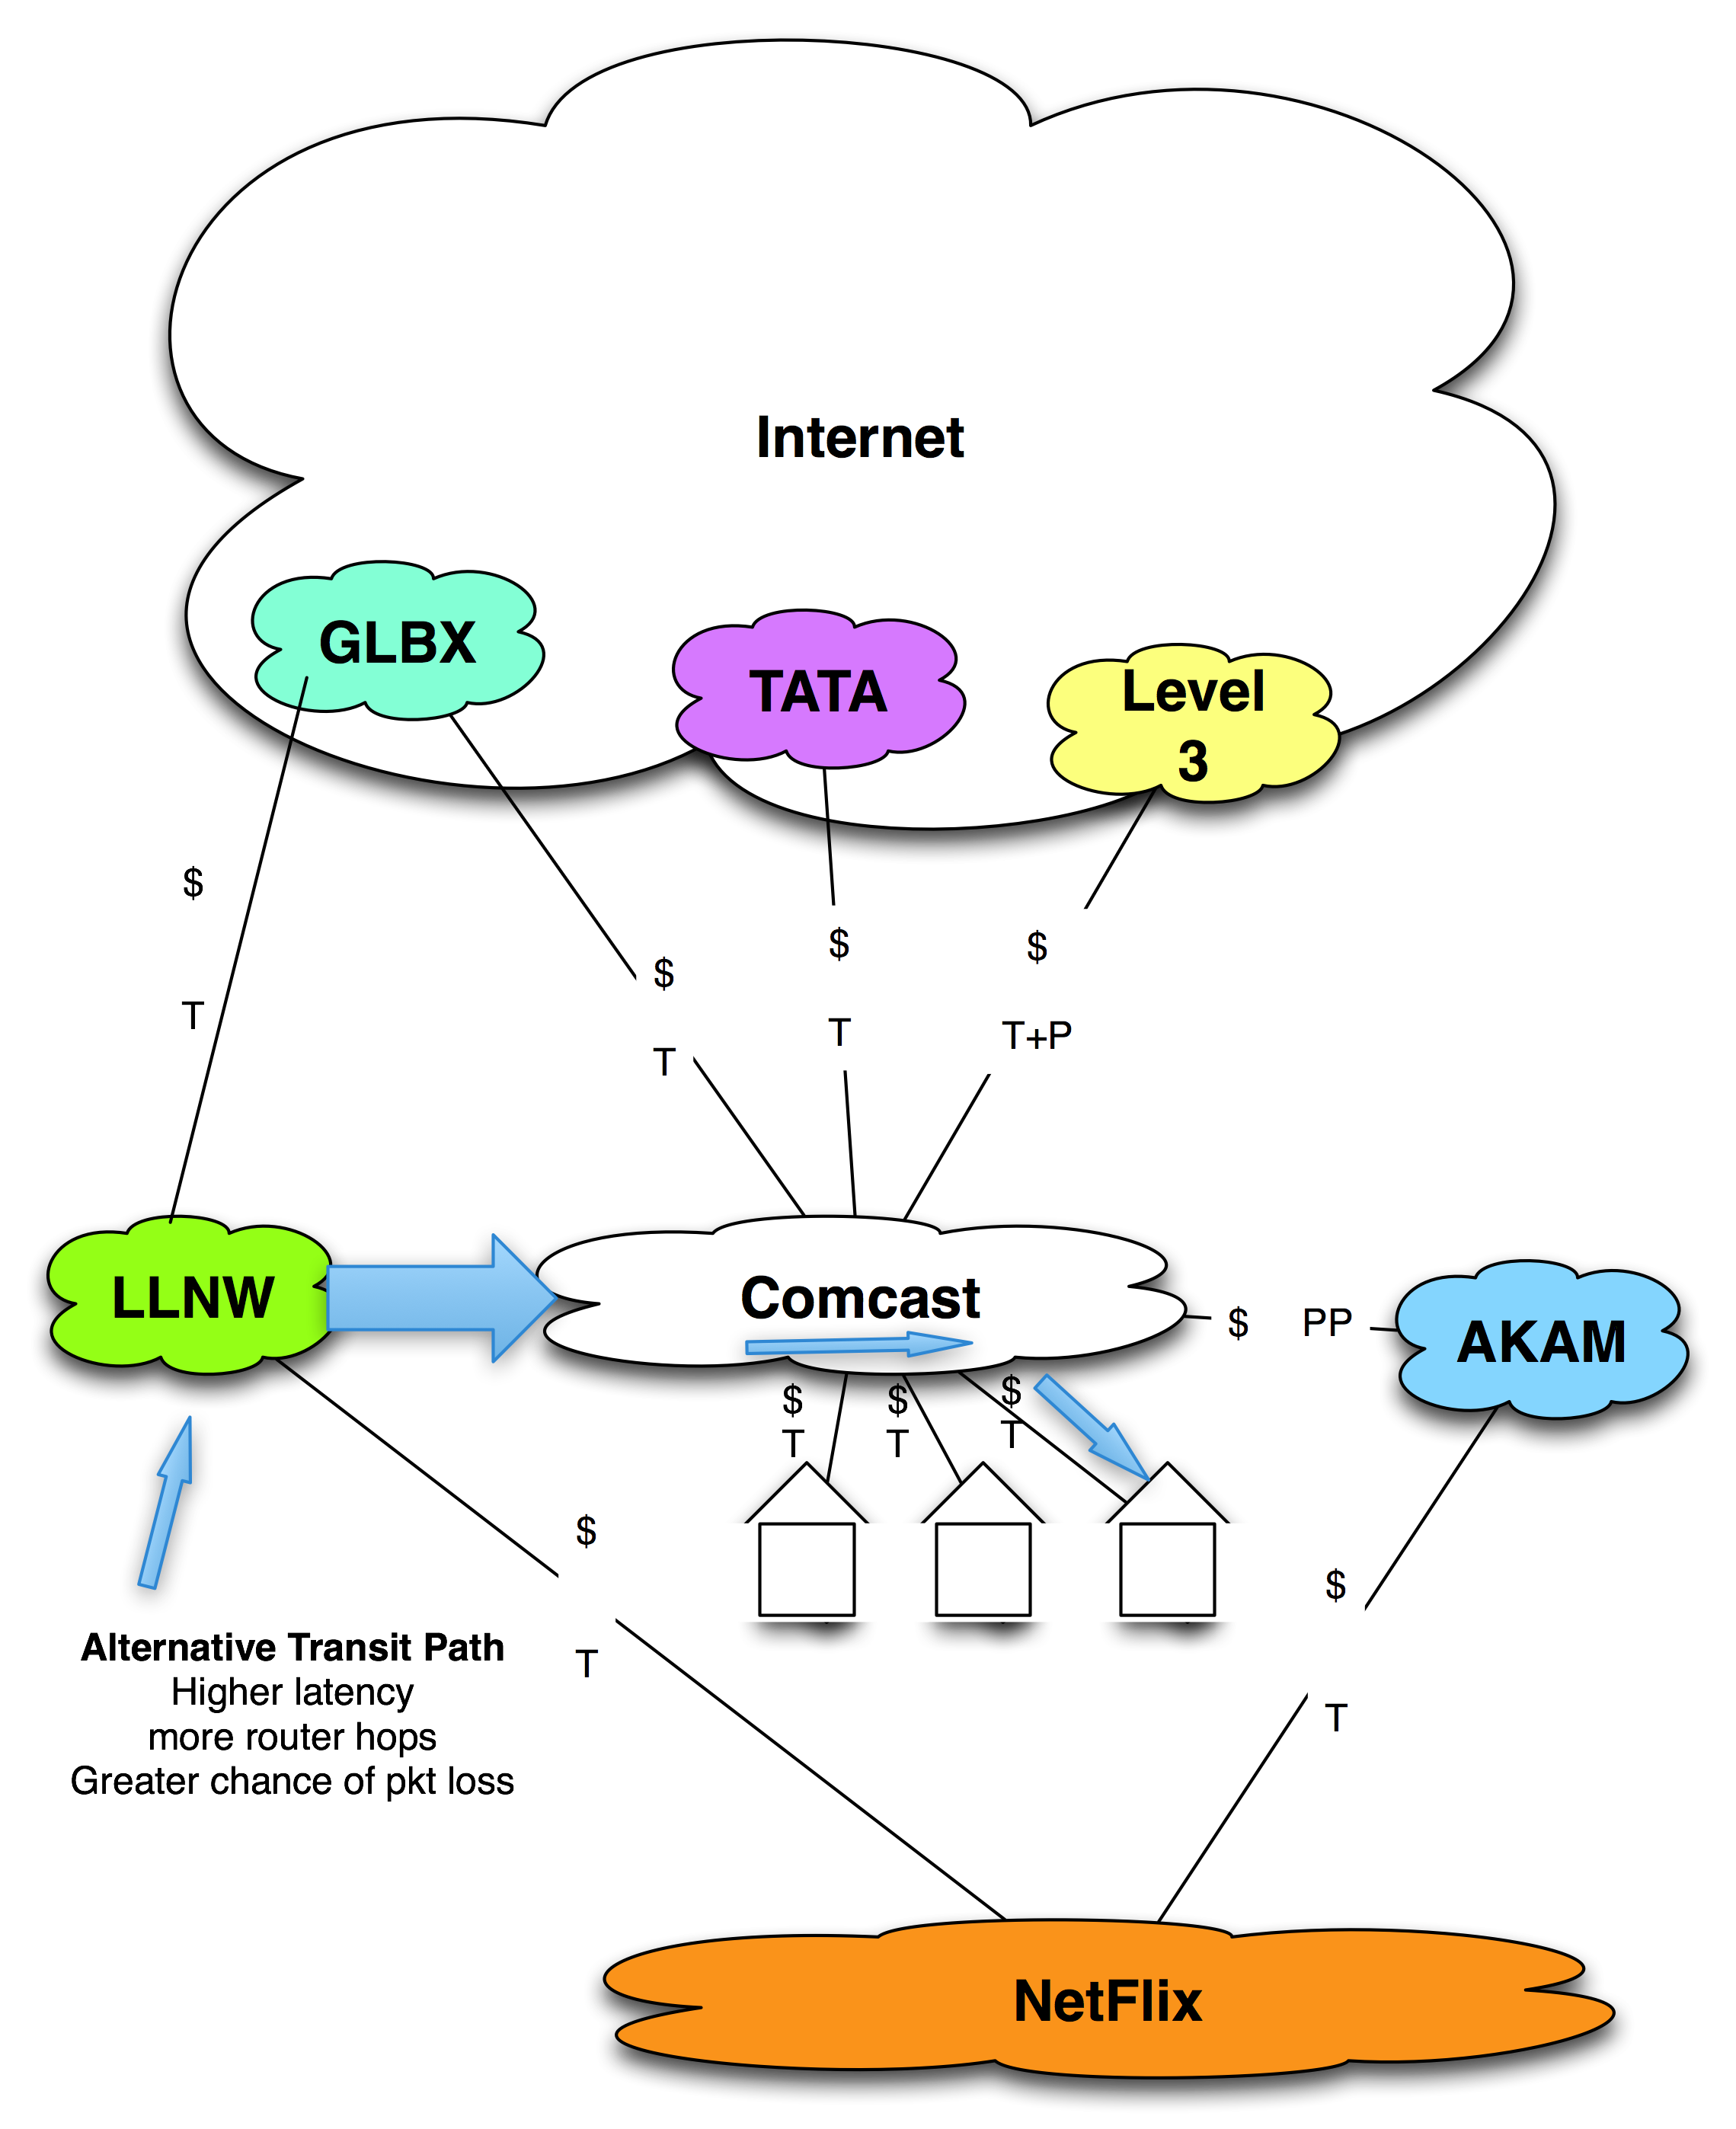 Internet
GLBX
TATA
Level
3
$
T
$
T
$
T
$
T+P
LLNW
Comcast
$ PP
AKAM
$
T
$
T
$
T
$
T
$
T
Alternative Transit Path
Higher latency
more router hops
Greater chance of pkt loss
NetFlix